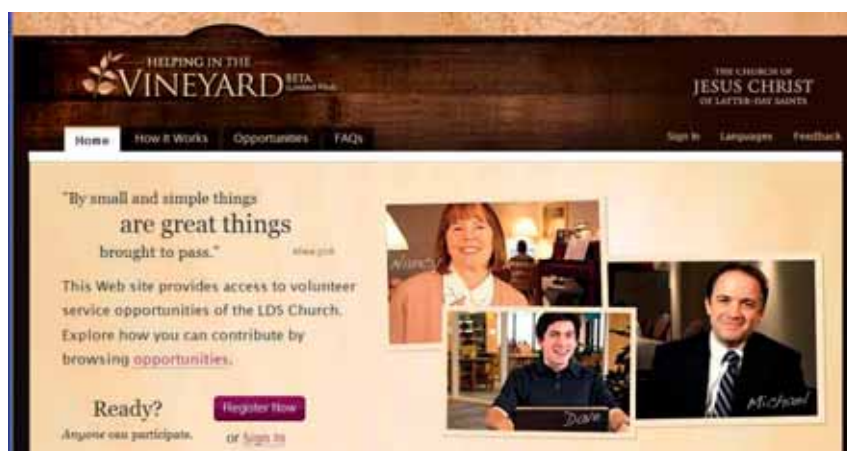 HELPING IN THE
VINEYARD BETA
THE CHURCH OF
JESUS CHRIST
OF LATTER-DAY SAINTS
Home How it Works Opportunities FAQs
Sign In Languages Feedback
"By small and simple things
are great things
brought to pass."
This Web site provides access to volunteer
service opportunities of the LDS Church.
Explore how you can contribute by
browsing opportunities.
Ready? Register Now
Anyone can participate. or Sign In
Nancy
Dave
Michael